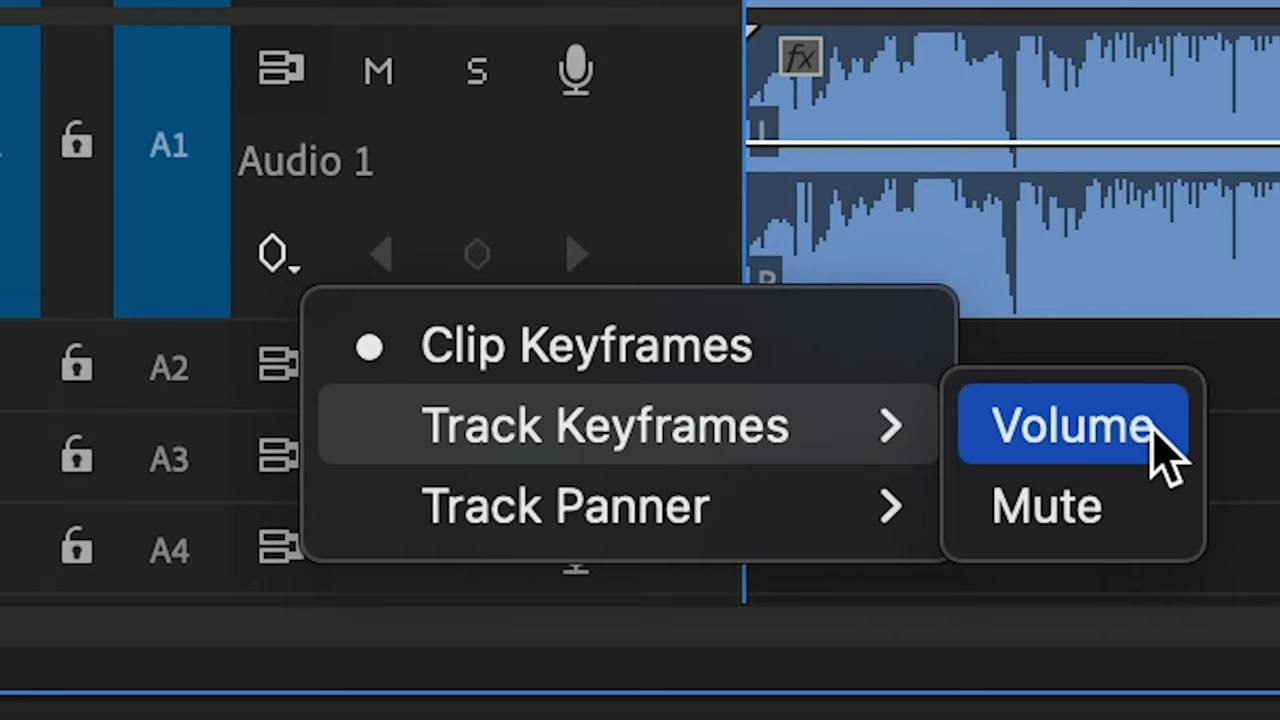 M S
fx
A1
L
Audio 1
R
Clip Keyframes
A2
Track Keyframes
Volume
A3
Track Panner
Mute
A4